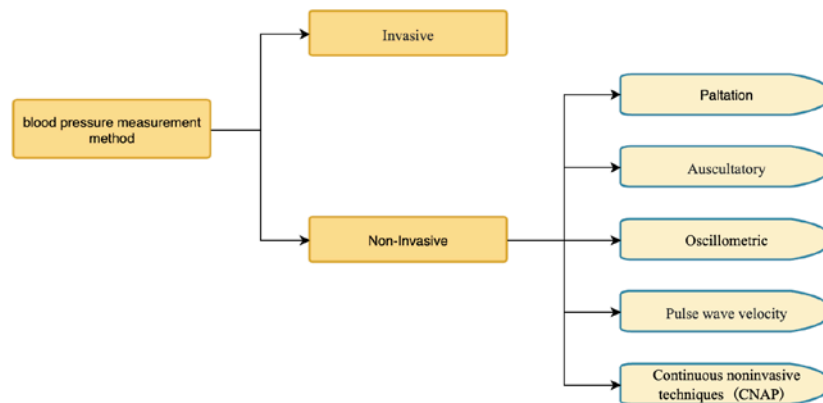 Invasive
blood pressure measurement
method
Non-Invasive
Paltation
Auscultatory
Oscillometric
Pulse wave velocity
Continuous noninvasive
techniques（CNAP）